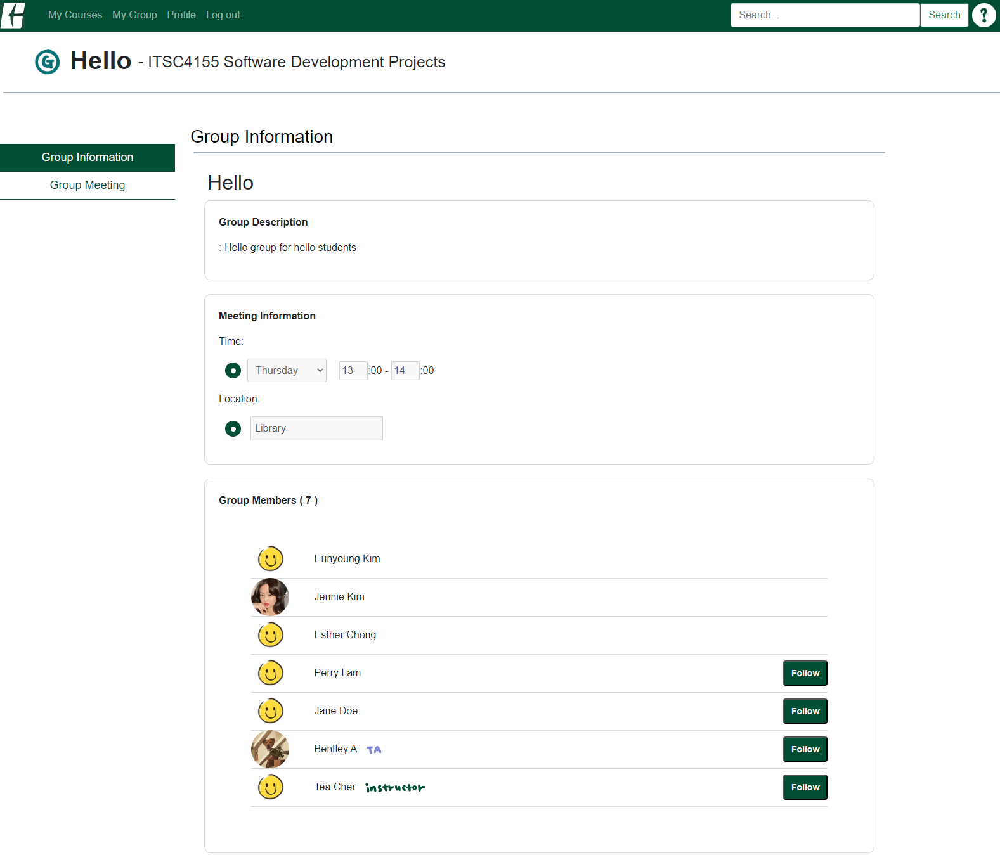 My Courses My Group Profile Log out Search... Search ?
G Hello - ITSC4155 Software Development Projects
Group Information
Group Meeting
Group Information
Hello
Group Description
: Hello group for hello students
Meeting Information
Time:
Thursday 13 :00 - 14 :00
Location:
Library
Group Members ( 7 )
Eunyoung Kim
Jennie Kim
Esther Chong
Perry Lam Follow
Jane Doe Follow
Bentley A TA Follow
Tea Cher instructor Follow